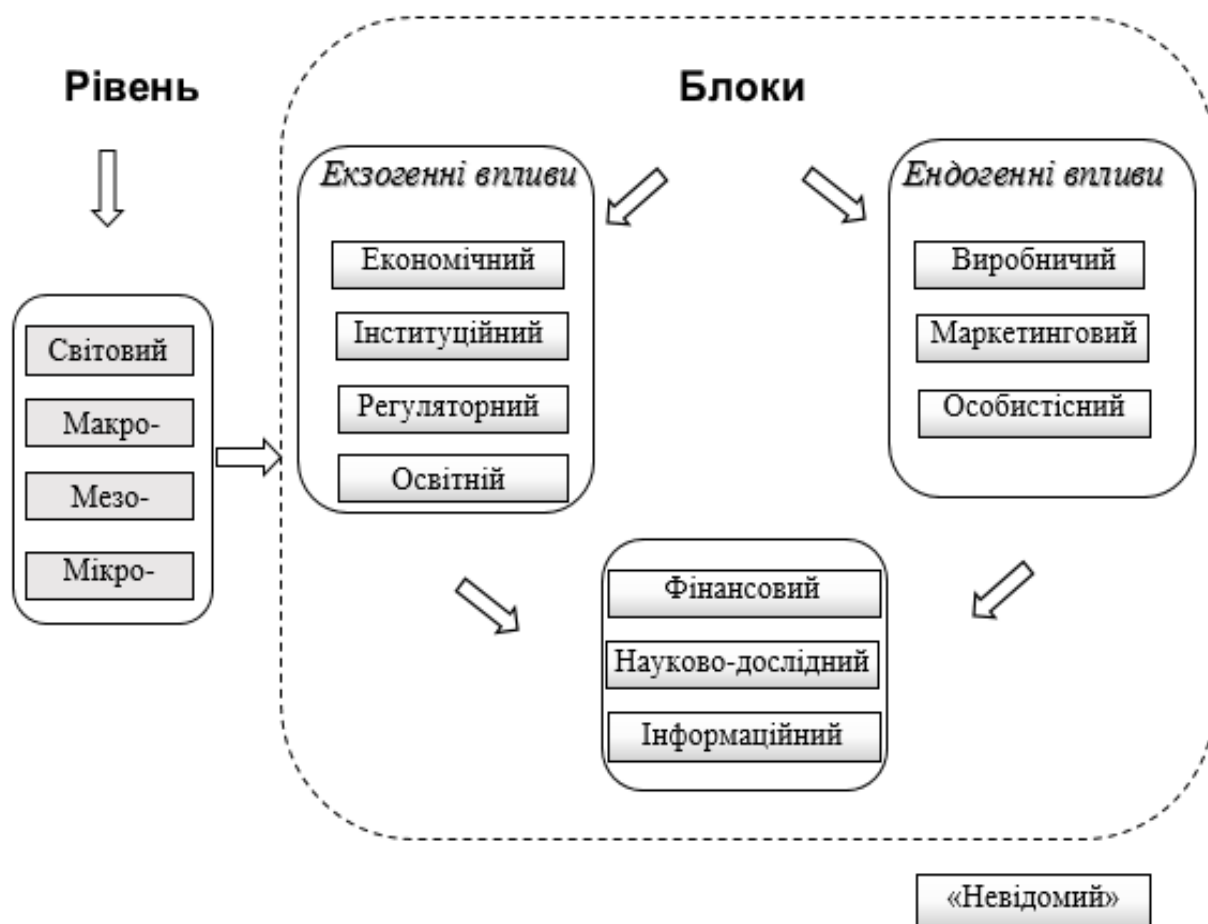 Рівень
Світовий
Макро-
Мезо-
Мікро-
Блоки
Екзогенні впливи
Економічний
Інституційний
Регуляторний
Освітній
Ендогенні впливи
Виробничий
Маркетинговий
Особистісний
Фінансовий
Науково-дослідний
Інформаційний
«Невідомий»